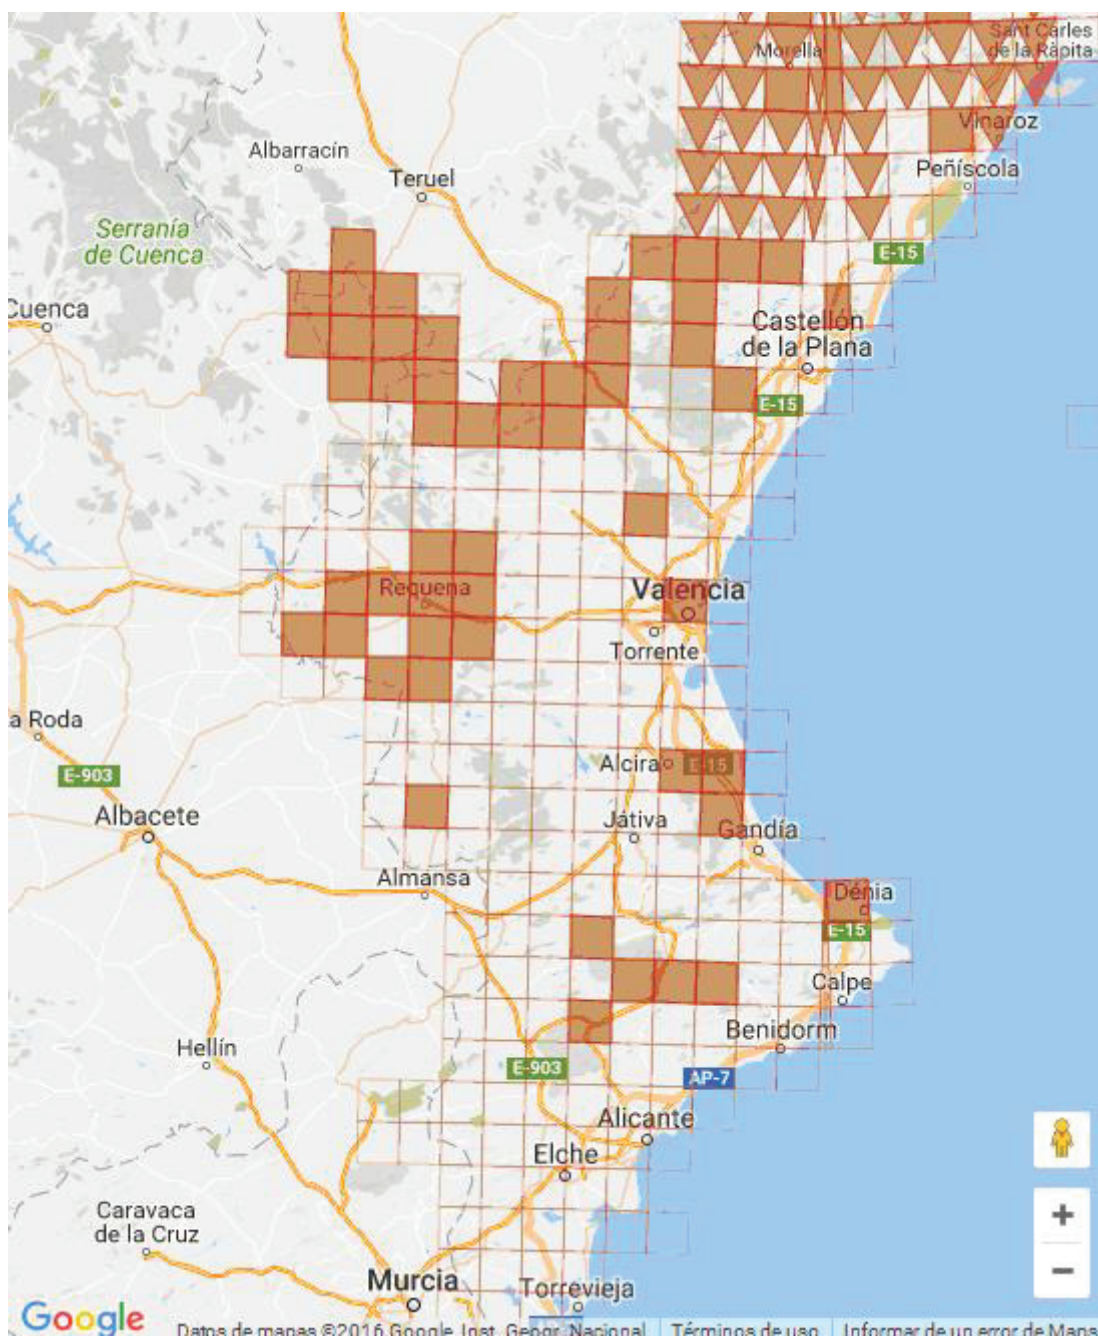 Sant Carles
de la Ràpita
Morella
Vinaroz
Albarracín
Teruel
Peñíscola
Serranía
de Cuenca
E-15
Cuenca
Castellón
de la Plana
E-15
Requena
Valencia
Torrente
a Roda
Alcira
E-15
E-903
Albacete
Játiva
Gandía
Almansa
Dénia
E-15
Calpe
Benidorm
Hellín
E-903
AP-7
Alicante
Elche
Caravaca
de la Cruz
+
Murcia
Torrevieja
−
Google
Datos de mapas ©2016 Google, Inst. Geogr. Nacional
Términos de uso
Informar de un error de Maps